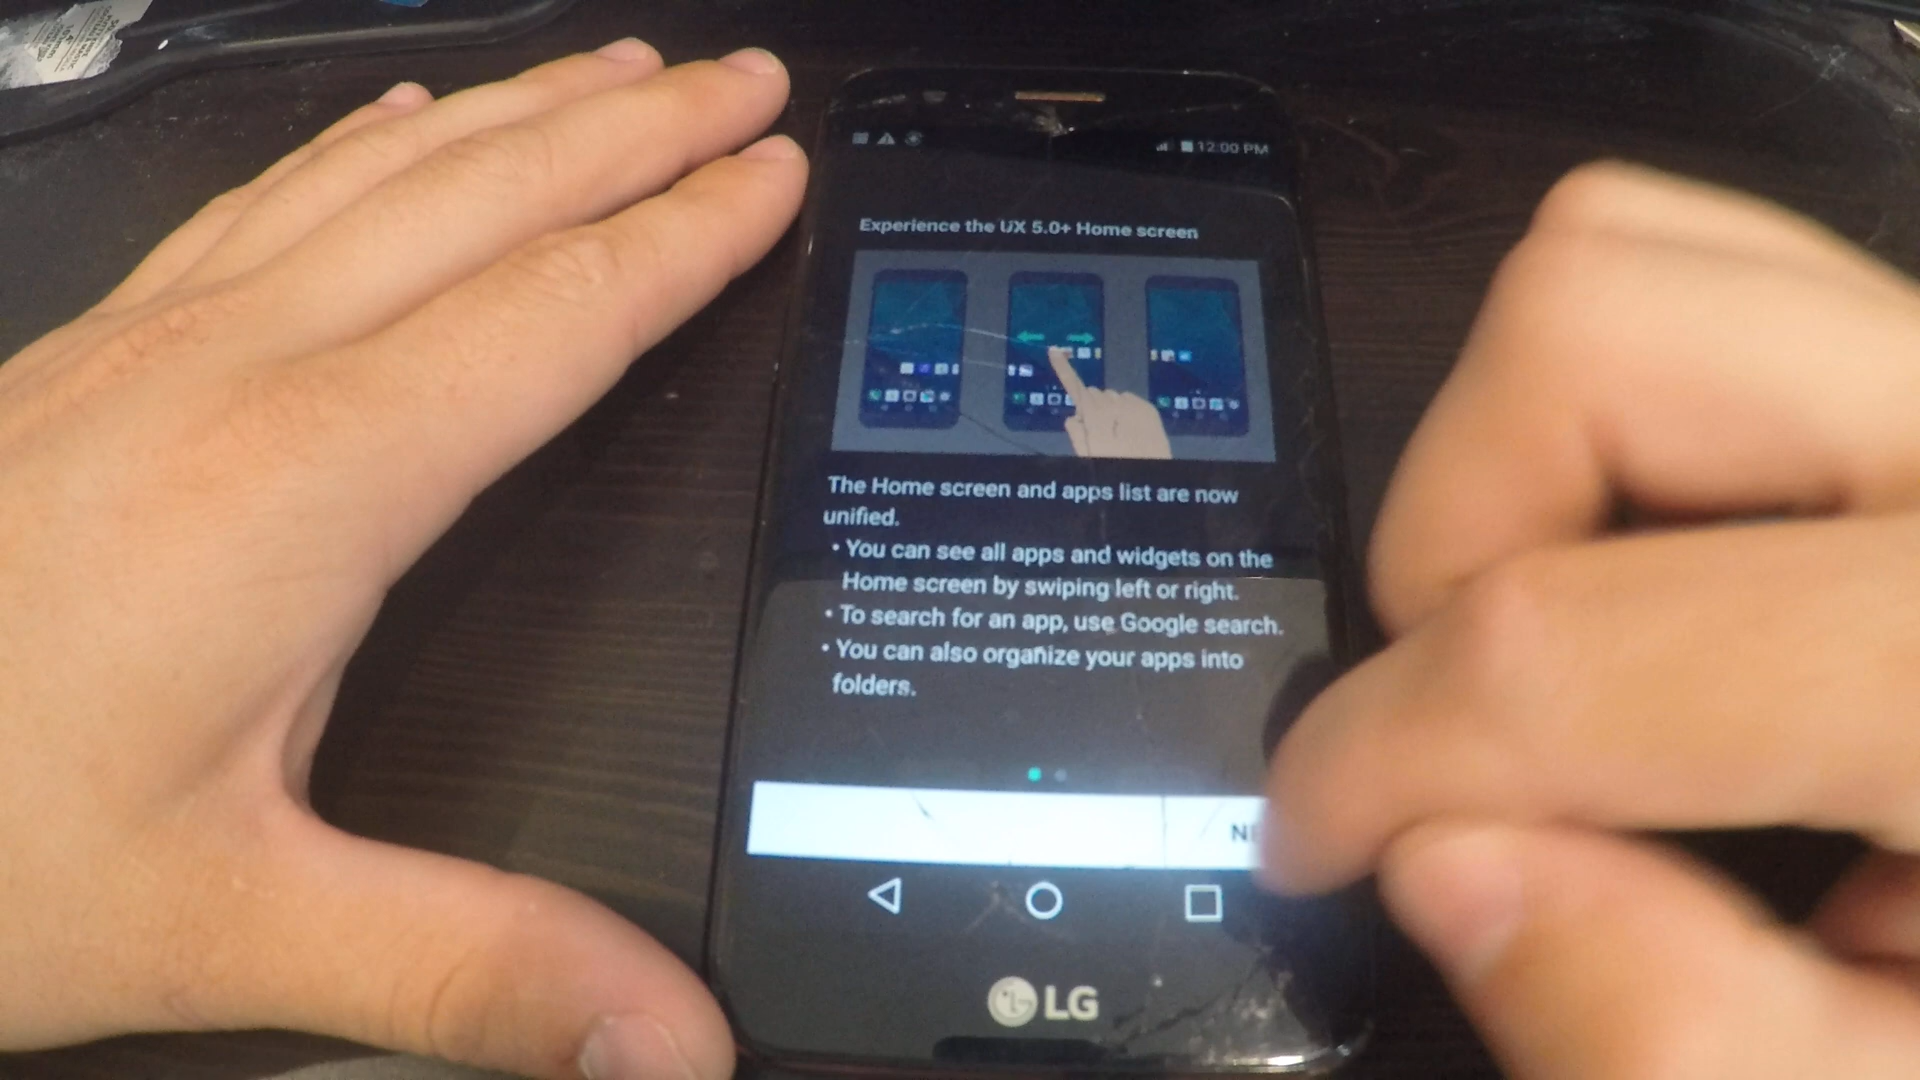 12:00 PM
Experience the UX 5.0+ Home screen
The Home screen and apps list are now
unified.
• You can see all apps and widgets on the
Home screen by swiping left or right.
• To search for an app, use Google search.
• You can also organize your apps into
folders.
LG